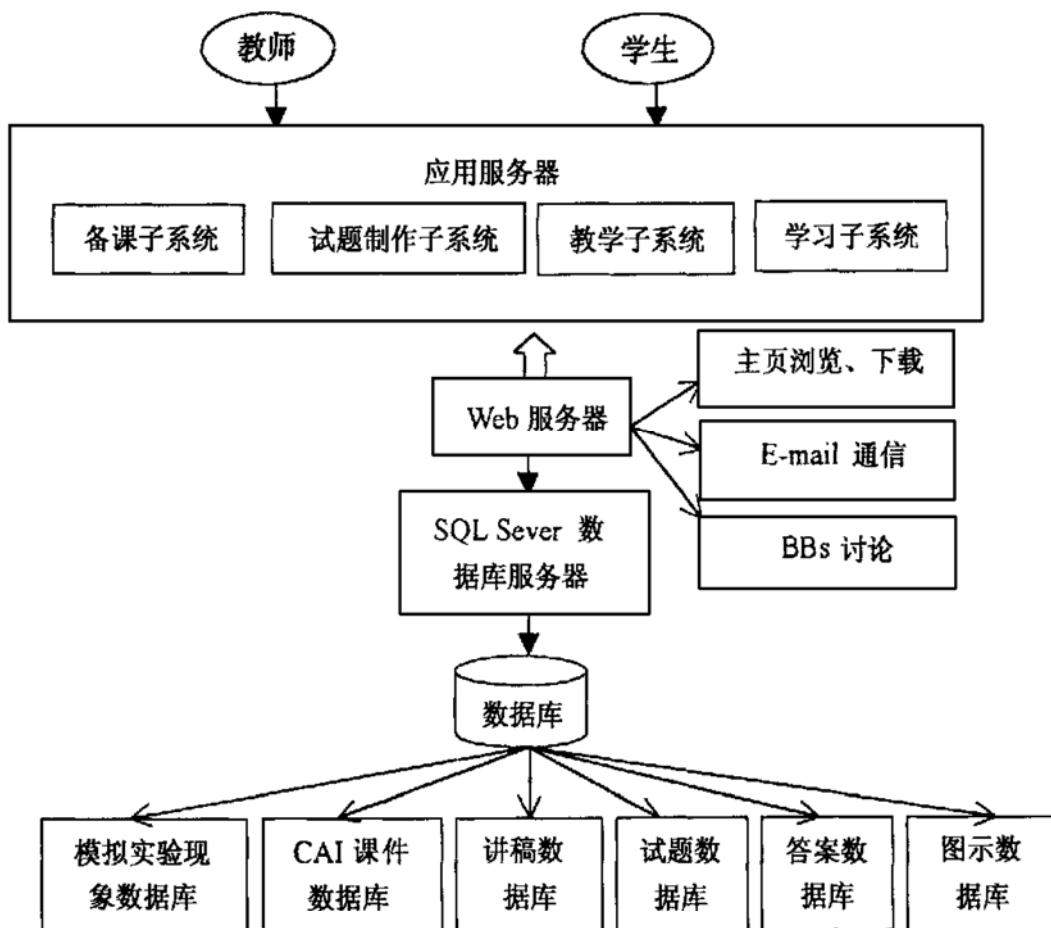 教师
学生
应用服务器
备课子系统
试题制作子系统
教学子系统
学习子系统
主页浏览、下载
Web 服务器
E-mail 通信
SQL Sever 数
据库服务器
BBs 讨论
数据库
模拟实验现
象数据库
CAI 课件
数据库
讲稿数
据库
试题数
据库
答案数
据库
图示数
据库